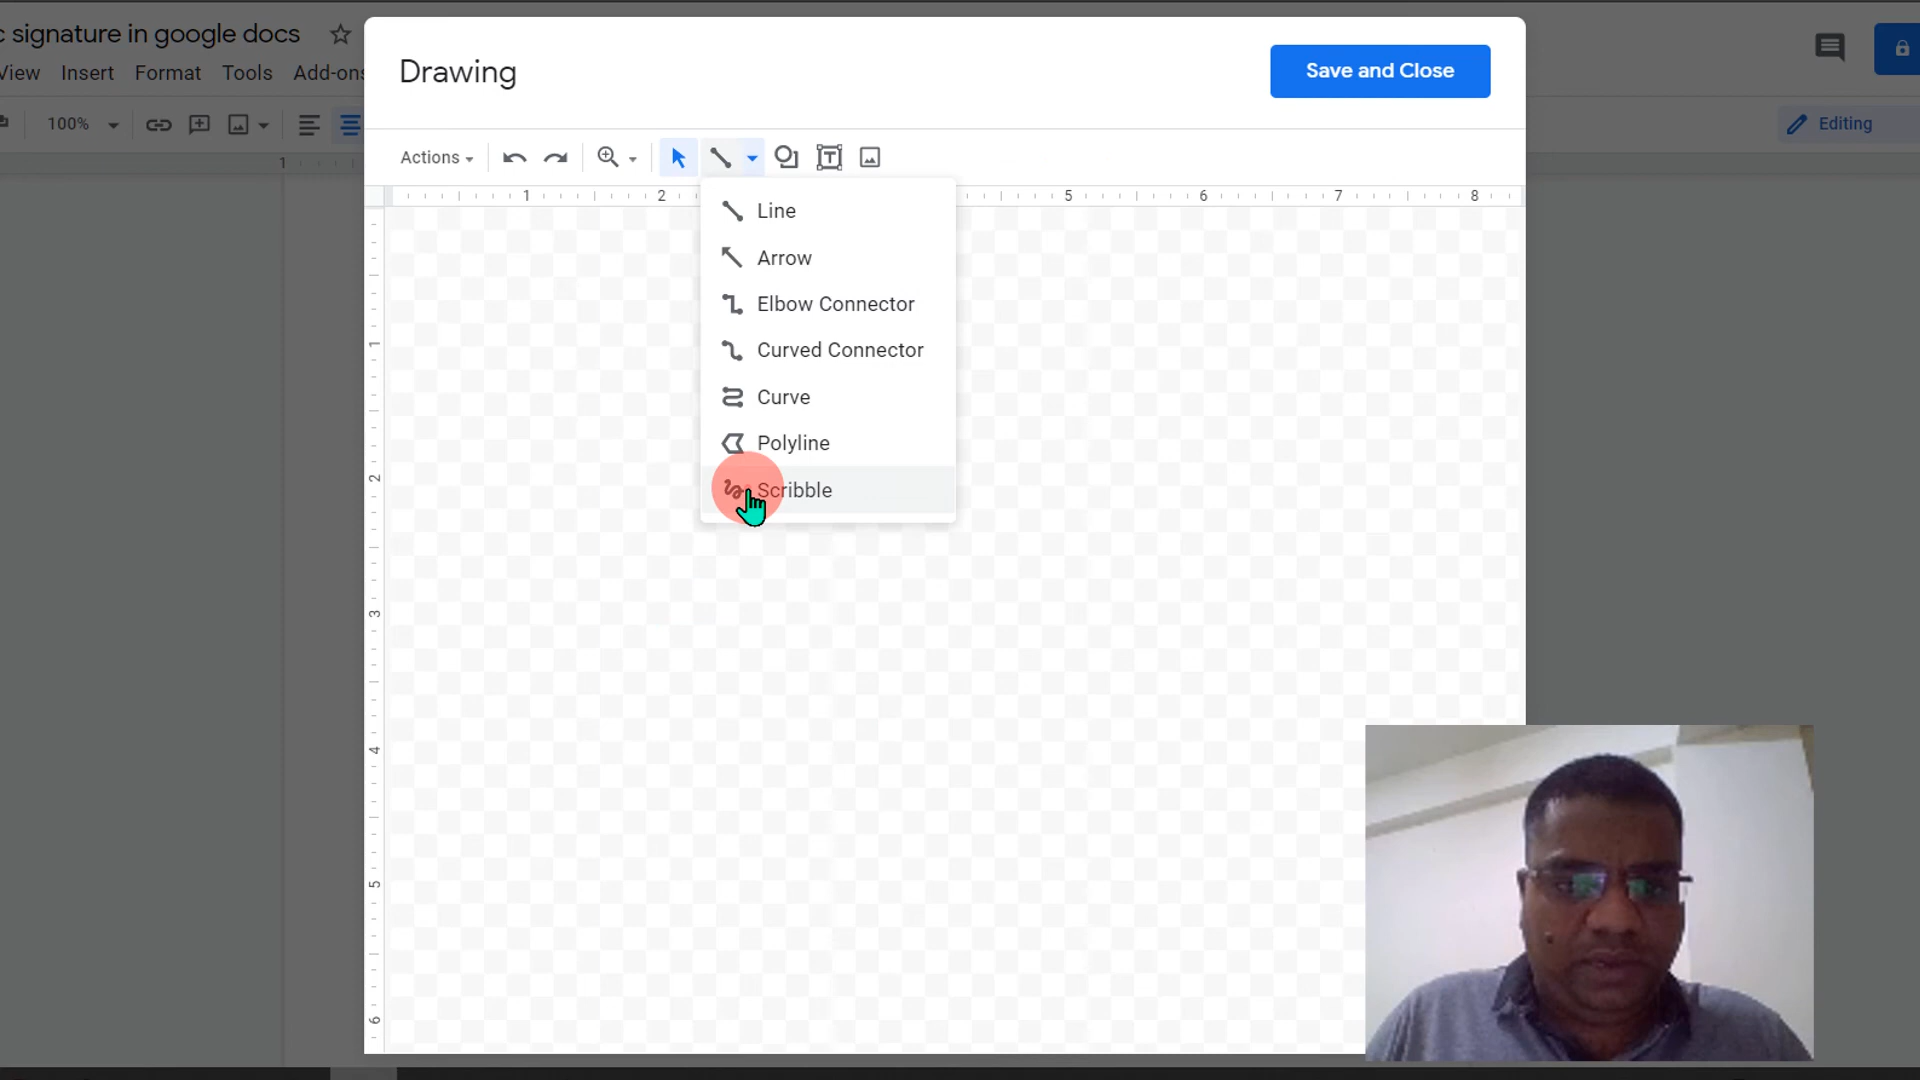 c signature in google docs
View Insert Format Tools Add-ons
100%
Editing
1
Drawing
Save and Close
Actions
1 2 5 6 7 8
Line
Arrow
Elbow Connector
Curved Connector
Curve
Polyline
Scribble
1
2
3
4
5
6